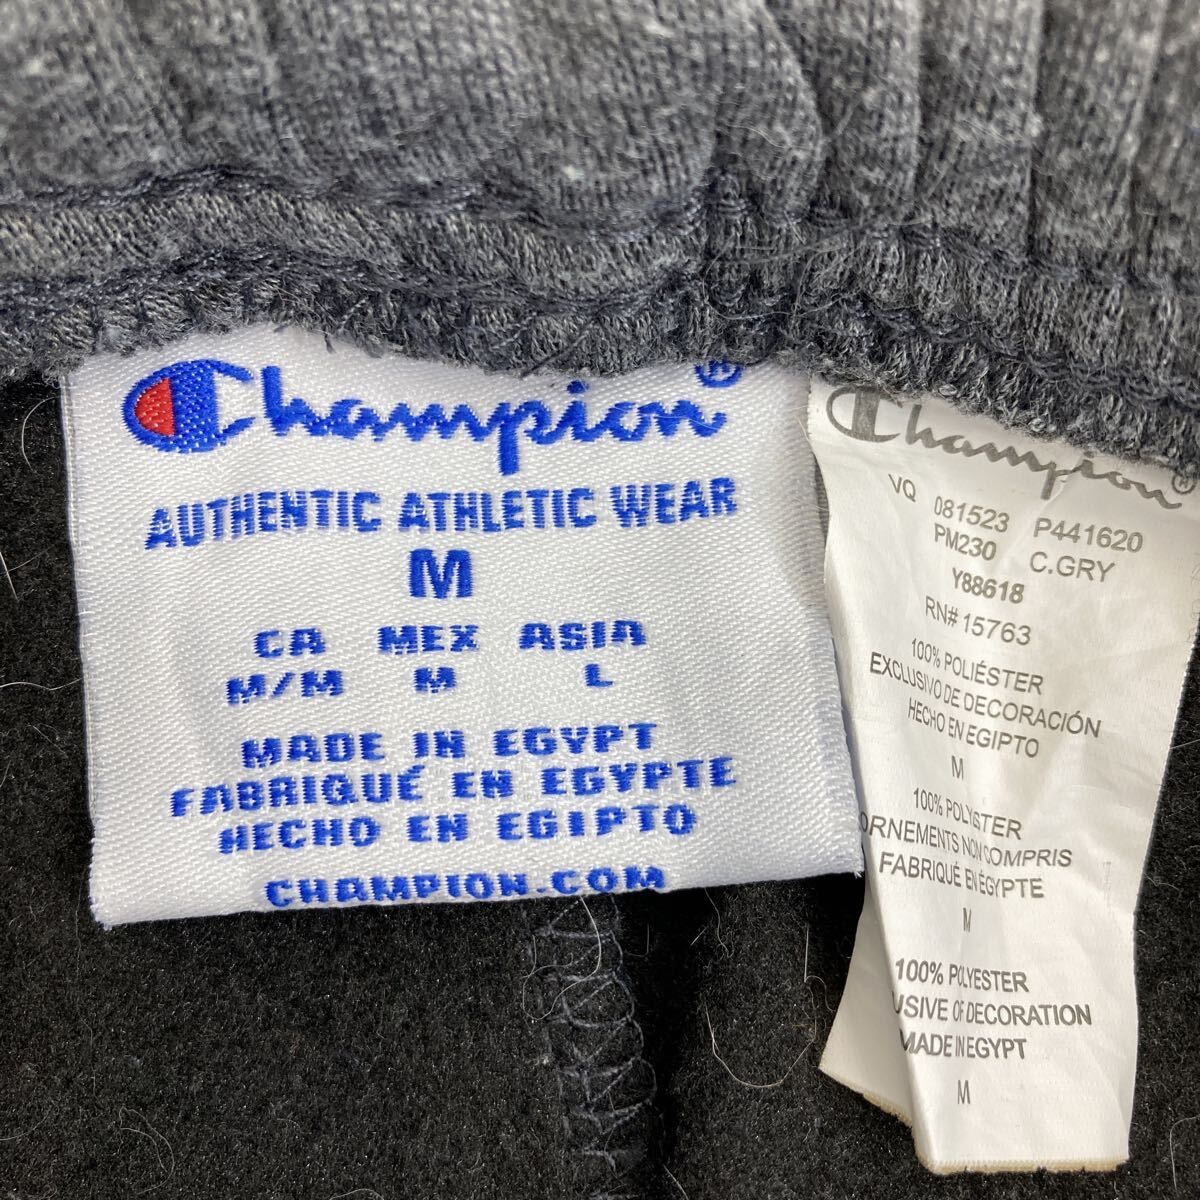 Champion®
AUTHENTIC ATHLETIC WEAR
M
CA MEX ASIA
M/M M L
MADE IN EGYPT
FABRIQUÉ EN EGYPTE
HECHO EN EGIPTO
CHAMPION.COM
Champion®
VQ 081523 P441620
PM230 C.GRY
Y88618
RN# 15763
100% POLIÉSTER
EXCLUSIVO DE DECORACIÓN
HECHO EN EGIPTO
M
100% POLYESTER
ORNEMENTS NON COMPRIS
FABRIQUÉ EN ÉGYPTE
M
100% POLYESTER
USIVE OF DECORATION
MADE IN EGYPT
M